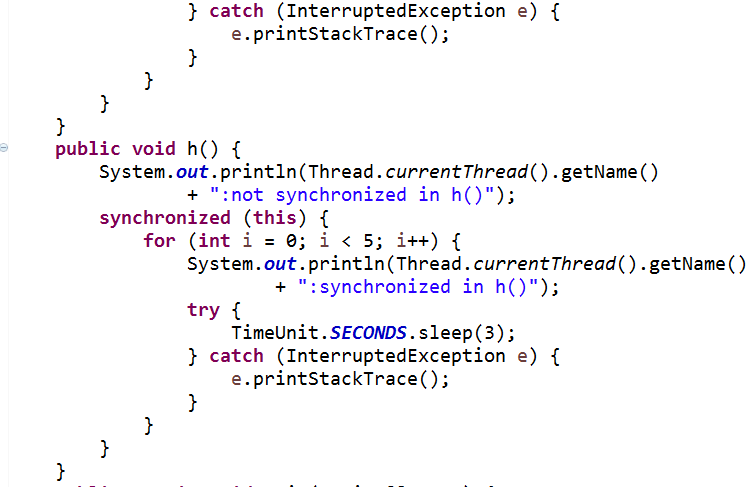 } catch (InterruptedException e) {
e.printStackTrace();
}
}
}
}
public void h() {
System.out.println(Thread.currentThread().getName()
+ ":not synchronized in h()");
synchronized (this) {
for (int i = 0; i < 5; i++) {
System.out.println(Thread.currentThread().getName()
+ ":synchronized in h()");
try {
TimeUnit.SECONDS.sleep(3);
} catch (InterruptedException e) {
e.printStackTrace();
}
}
}
}